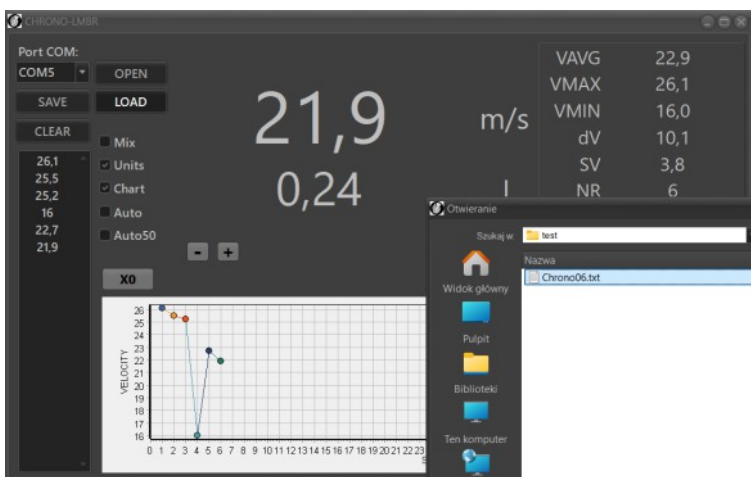 CHRONO-LMBR
Port COM:
COM5
OPEN
SAVE
LOAD
CLEAR
26,1
25,5
25,2
16
22,7
21,9
Mix
Units
Chart
Auto
Auto50
- +
X0
21,9 m/s
0,24 J
VAVG 22,9
VMAX 26,1
VMIN 16,0
dV 10,1
SV 3,8
NR 6
VELOCITY
26
25
24
23
22
21
20
19
18
17
16
0 1 2 3 4 5 6 7 8 9 10 11 12 13 14 15 16 17 18 19 20 21 22 23
Otwieranie
Szukaj w: test
Nazwa
Chrono06.txt
Widok główny
Pulpit
Biblioteki
Ten komputer